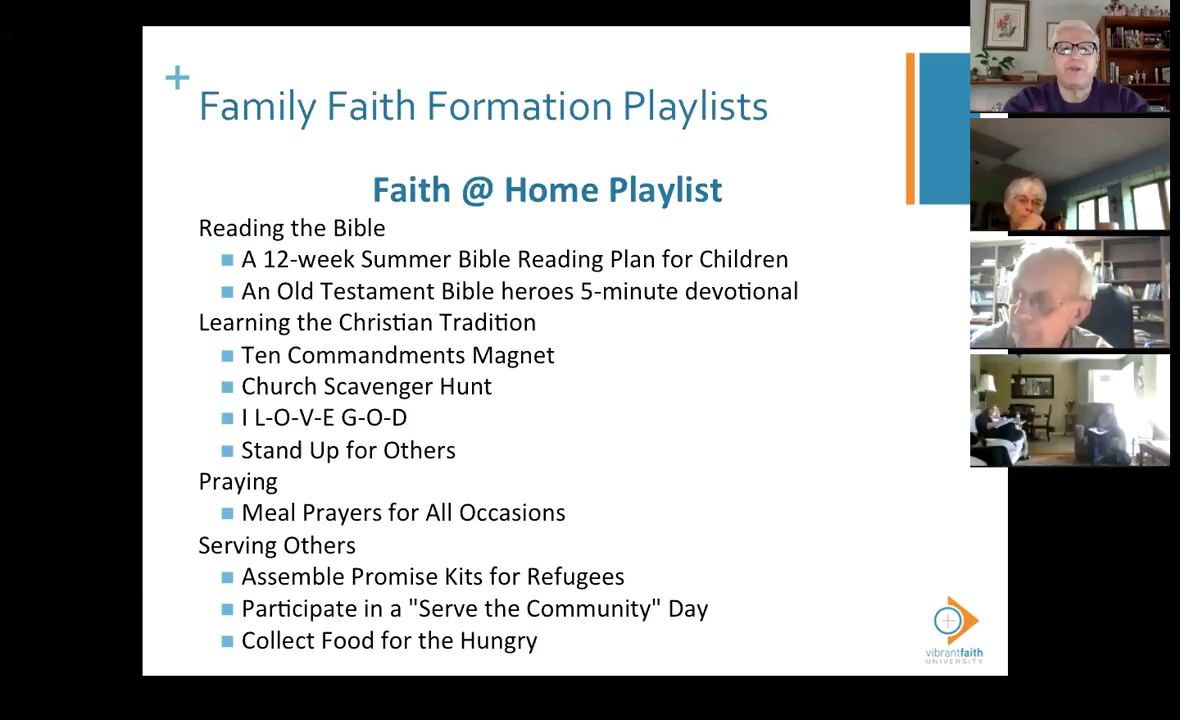 +
Family Faith Formation Playlists
Faith @ Home Playlist
Reading the Bible
■ A 12-week Summer Bible Reading Plan for Children
■ An Old Testament Bible heroes 5-minute devotional
Learning the Christian Tradition
■ Ten Commandments Magnet
■ Church Scavenger Hunt
■ I L-O-V-E G-O-D
■ Stand Up for Others
Praying
■ Meal Prayers for All Occasions
Serving Others
■ Assemble Promise Kits for Refugees
■ Participate in a "Serve the Community" Day
■ Collect Food for the Hungry
vibrantfaith
UNIVERSITY